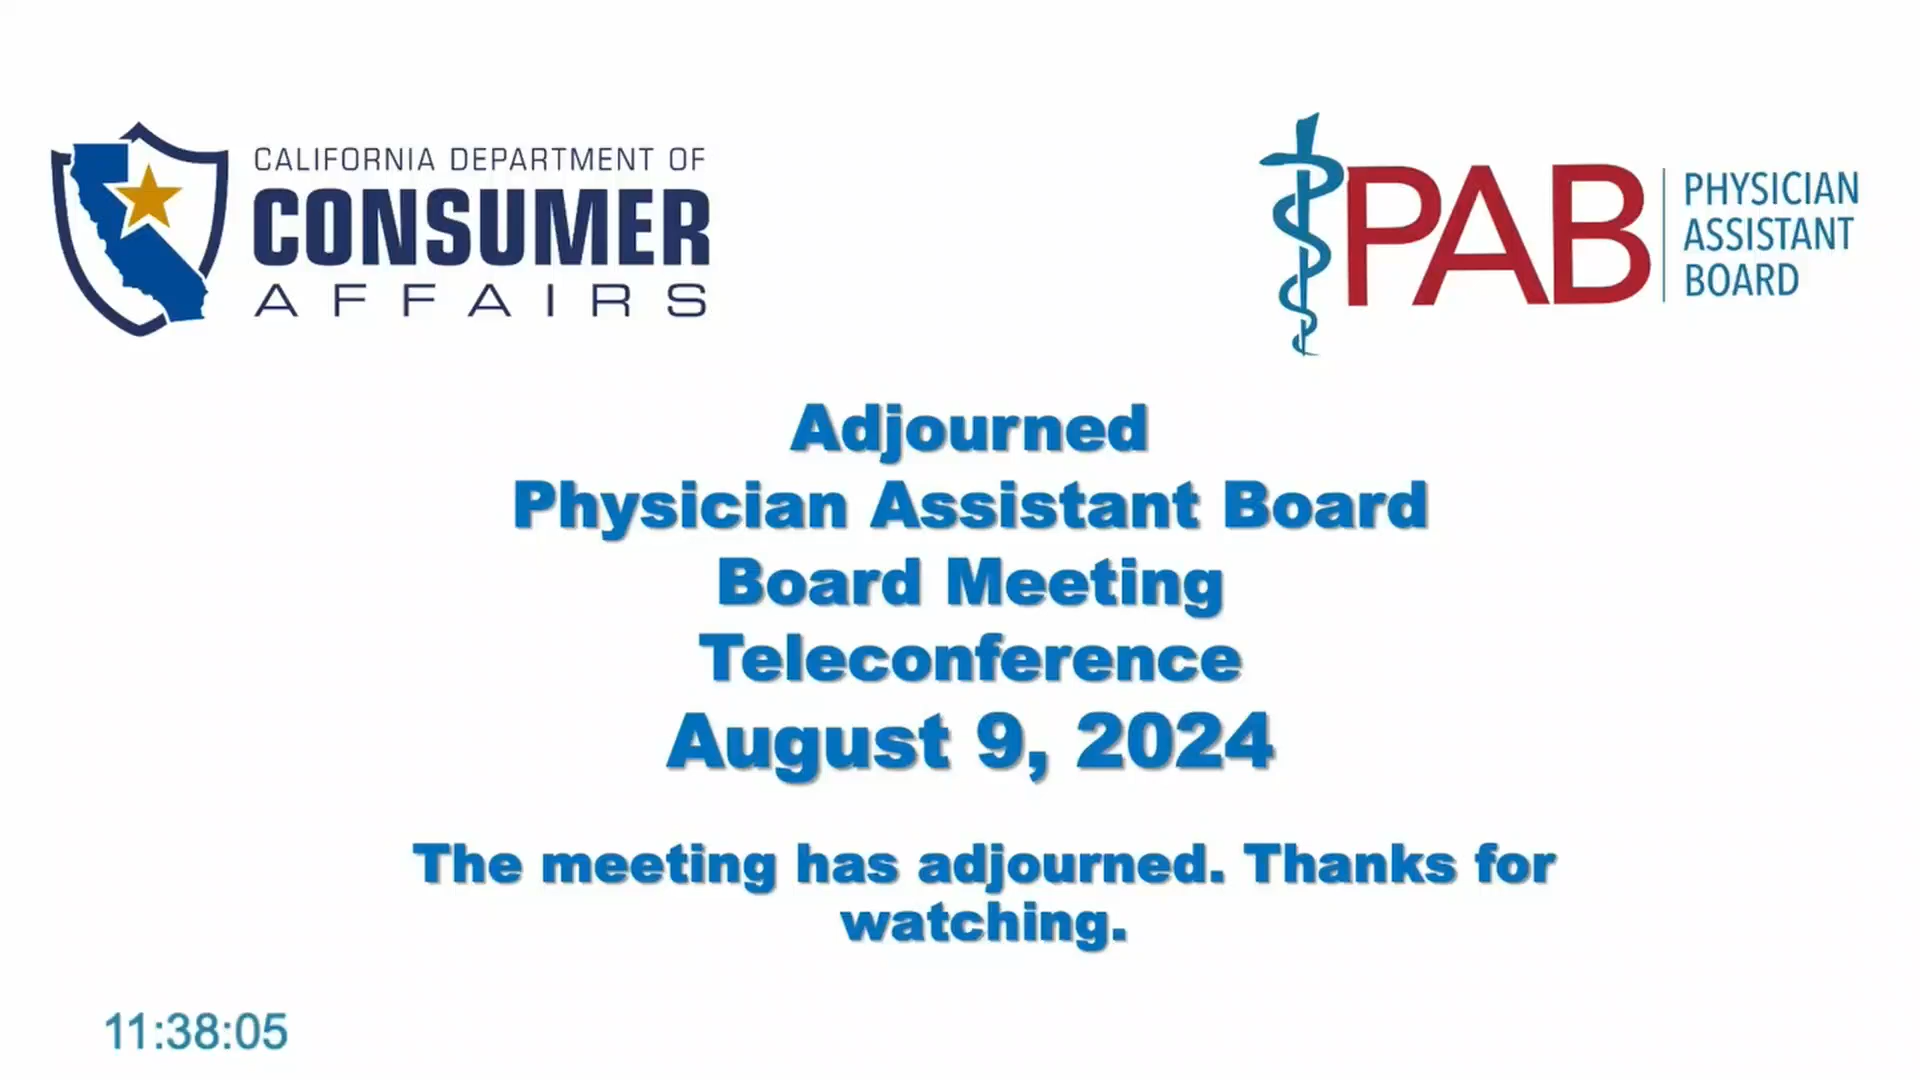 CALIFORNIA DEPARTMENT OF
CONSUMER
AFFAIRS
PAB
PHYSICIAN
ASSISTANT
BOARD
Adjourned
Physician Assistant Board
Board Meeting
Teleconference
August 9, 2024
The meeting has adjourned. Thanks for
watching.
11:38:05